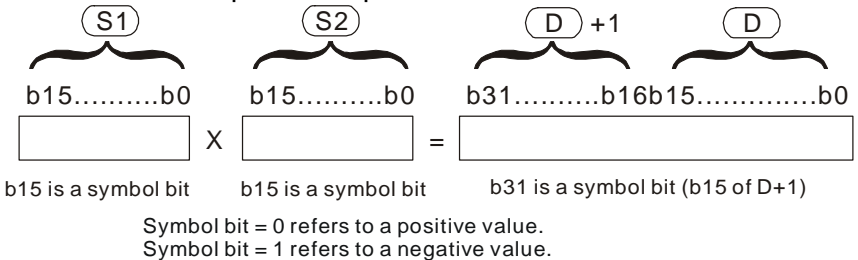 S1 S2 D +1 D
b15..........b0 b15..........b0 b31..........b16b15.............b0
X =
b15 is a symbol bit b15 is a symbol bit b31 is a symbol bit (b15 of D+1)
Symbol bit = 0 refers to a positive value.
Symbol bit = 1 refers to a negative value.